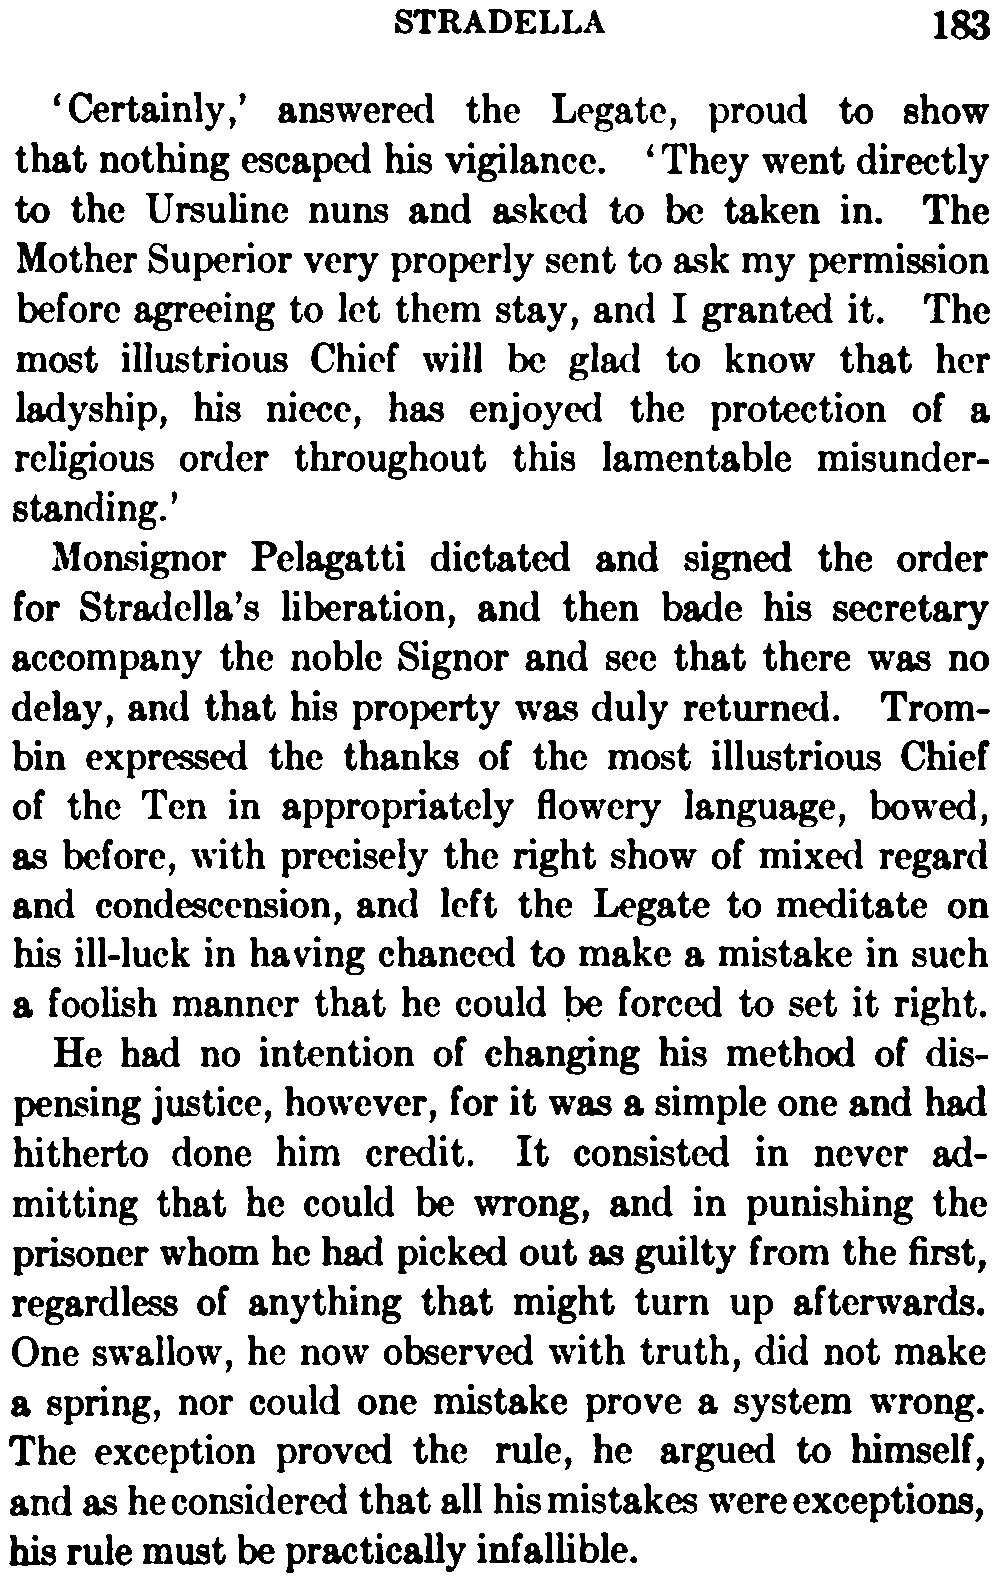 STRADELLA 183
‘Certainly,’ answered the Legate, proud to show
that nothing escaped his vigilance. ‘They went directly
to the Ursuline nuns and asked to be taken in. The
Mother Superior very properly sent to ask my permission
before agreeing to let them stay, and I granted it. The
most illustrious Chief will be glad to know that her
ladyship, his niece, has enjoyed the protection of a
religious order throughout this lamentable misunder-
standing.’
Monsignor Pelagatti dictated and signed the order
for Stradella’s liberation, and then bade his secretary
accompany the noble Signor and see that there was no
delay, and that his property was duly returned. Trom-
bin expressed the thanks of the most illustrious Chief
of the Ten in appropriately flowery language, bowed,
as before, with precisely the right show of mixed regard
and condescension, and left the Legate to meditate on
his ill-luck in having chanced to make a mistake in such
a foolish manner that he could be forced to set it right.
He had no intention of changing his method of dis-
pensing justice, however, for it was a simple one and had
hitherto done him credit. It consisted in never ad-
mitting that he could be wrong, and in punishing the
prisoner whom he had picked out as guilty from the first,
regardless of anything that might turn up afterwards.
One swallow, he now observed with truth, did not make
a spring, nor could one mistake prove a system wrong.
The exception proved the rule, he argued to himself,
and as he considered that all his mistakes were exceptions,
his rule must be practically infallible.